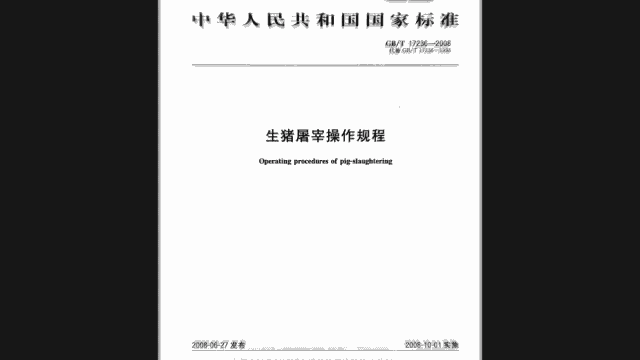 中华人民共和国国家标准
GB/T 17236—2008
代替 GB/T 17236—1998
生猪屠宰操作规程
Operating procedures of pig-slaughtering
2008-06-27 发布
2008-10-01 实施